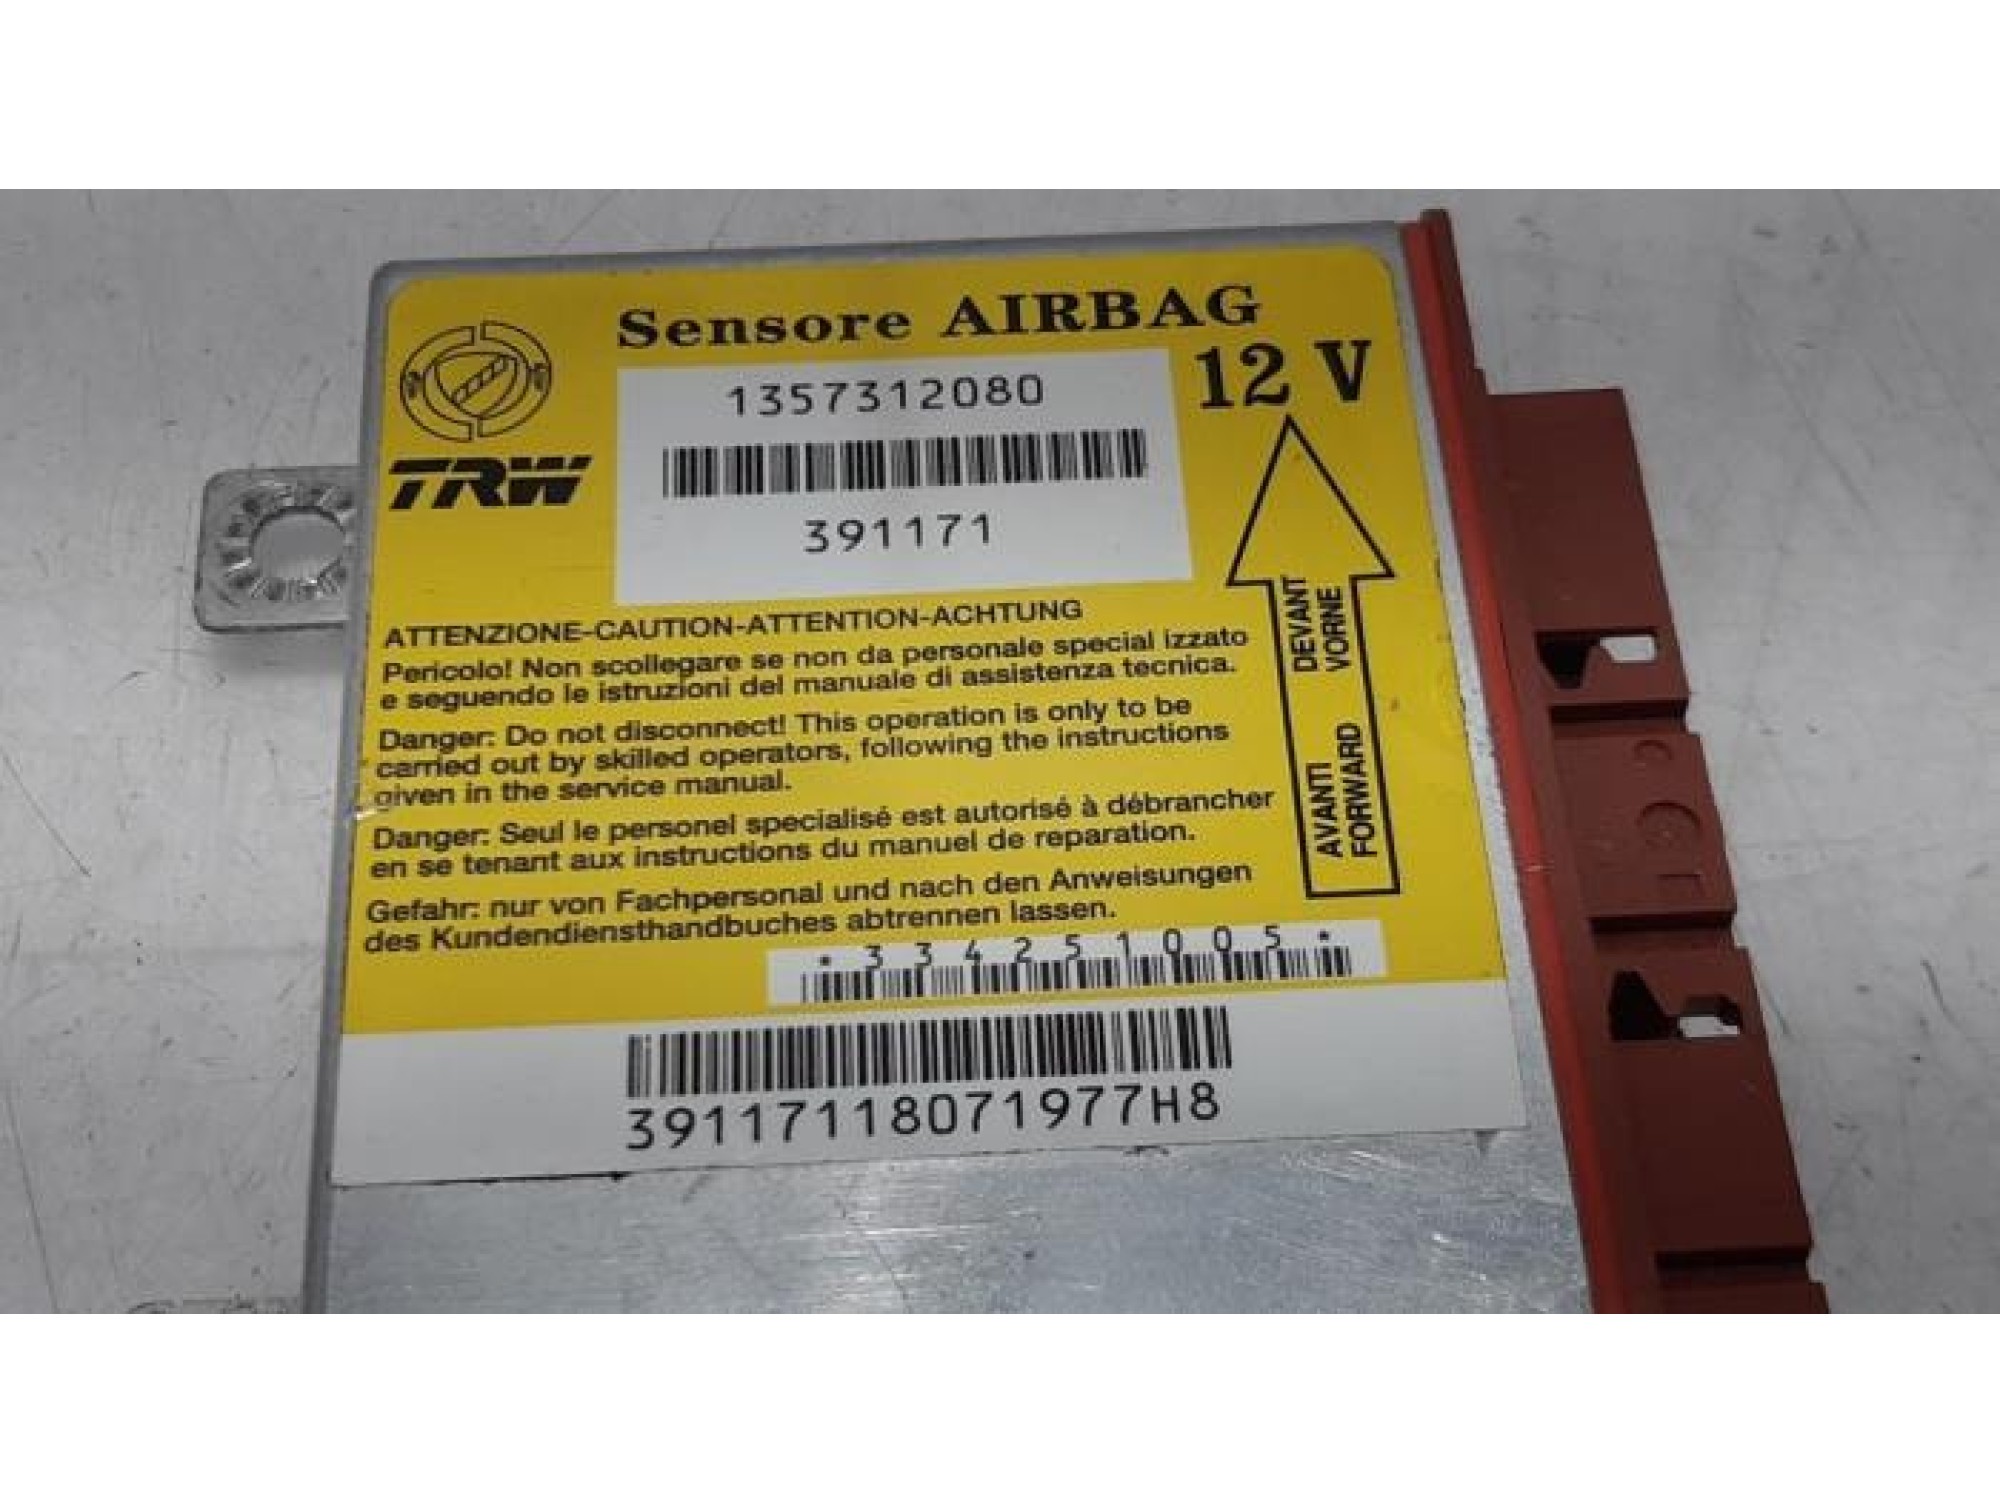 Sensore AIRBAG
12 V
1357312080
TRW
391171
ATTENZIONE-CAUTION-ATTENTION-ACHTUNG
Pericolo! Non scollegare se non da personale special izzato
e seguendo le istruzioni del manuale di assistenza tecnica.
Danger: Do not disconnect! This operation is only to be
carried out by skilled operators, following the instructions
given in the service manual.
Danger: Seul le personel specialisé est autorisé à débrancher
en se tenant aux instructions du manuel de reparation.
Gefahr: nur von Fachpersonal und nach den Anweisungen
des Kundendiensthandbuches abtrennen lassen.
DEVANT
VORNE
AVANTI
FORWARD
*334251005*
39117118071977H8